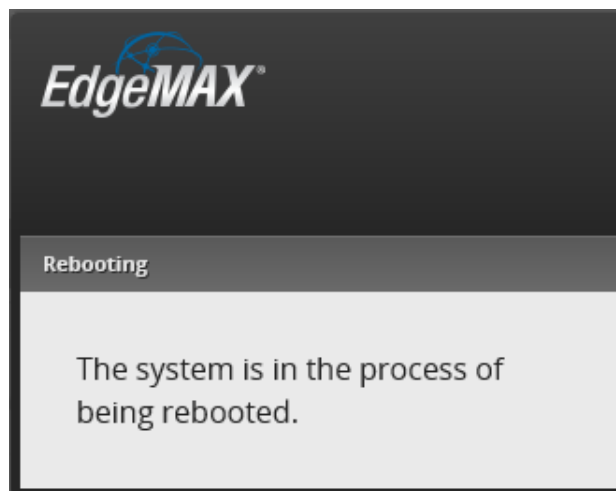 EdgeMAX®
Rebooting
The system is in the process of
being rebooted.